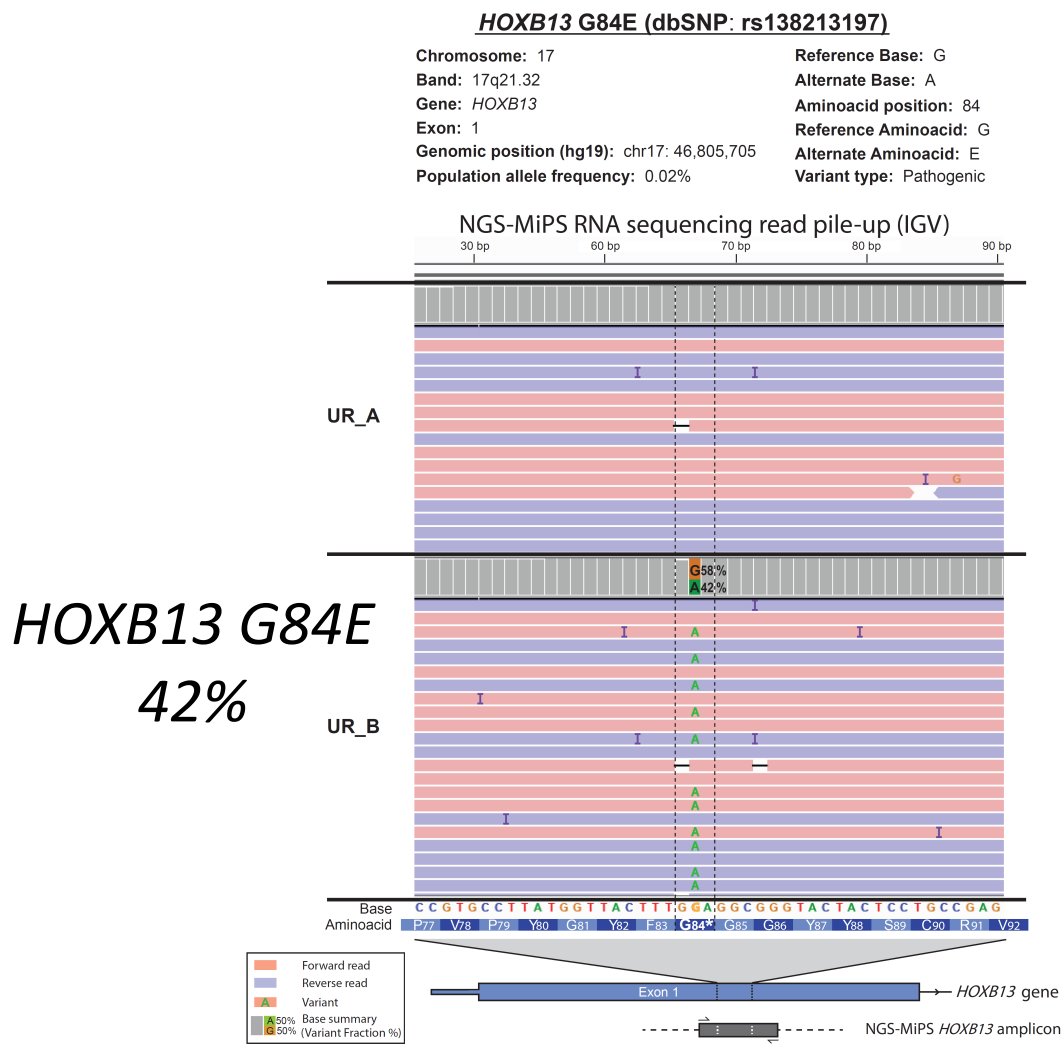 HOXB13 G84E (dbSNP: rs138213197)
Chromosome: 17
Band: 17q21.32
Gene: HOXB13
Exon: 1
Genomic position (hg19): chr17: 46,805,705
Population allele frequency: 0.02%
Reference Base: G
Alternate Base: A
Aminoacid position: 84
Reference Aminoacid: G
Alternate Aminoacid: E
Variant type: Pathogenic
NGS-MiPS RNA sequencing read pile-up (IGV)
30 bp 60 bp 70 bp 80 bp 90 bp
I I
UR_A
I G
G 58%
A 42%
HOXB13 G84E
42%
I
I A I
A
A
I
A
UR_B
I A I
A
A
I
A I
A
A
A
Base C C G T G C C T T A T G G T T A C T T T G G A G G C G G G T A C T A C T C C T G C C G A G
Aminoacid P77 V78 P79 Y80 G81 Y82 F83 G84* G85 G86 Y87 Y88 S89 C90 R91 V92
Forward read
Reverse read
A Variant
A 50% Base summary
G 50% (Variant Fraction %)
Exon 1
HOXB13 gene
NGS-MiPS HOXB13 amplicon